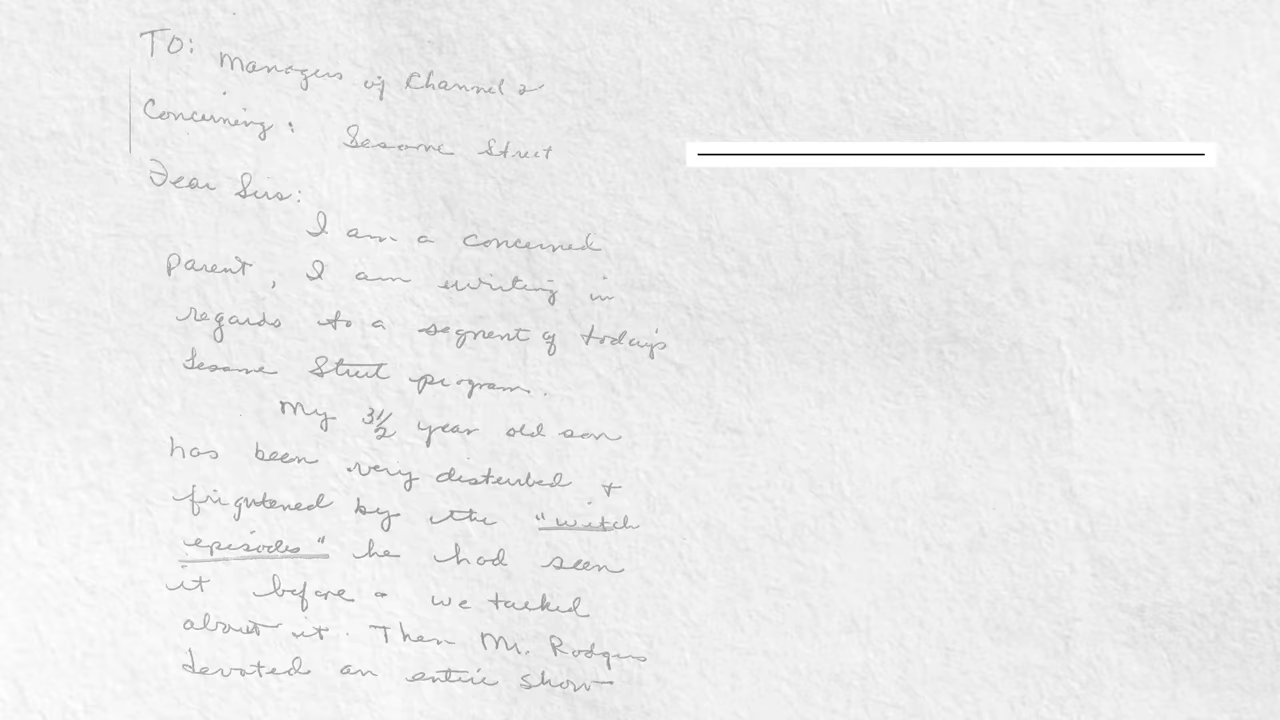 TO: Managers of Channel 2
Concerning: Sesame Street
Dear Sirs:
I am a concerned
parent, I am writing in
regards to a segment of today's
Sesame Street program.
My 3 1/2 year old son
has been very disturbed +
frightened by the "witch
episodes" he had seen
it before & we talked
about it. Then Mr. Rodgers
devoted an entire show